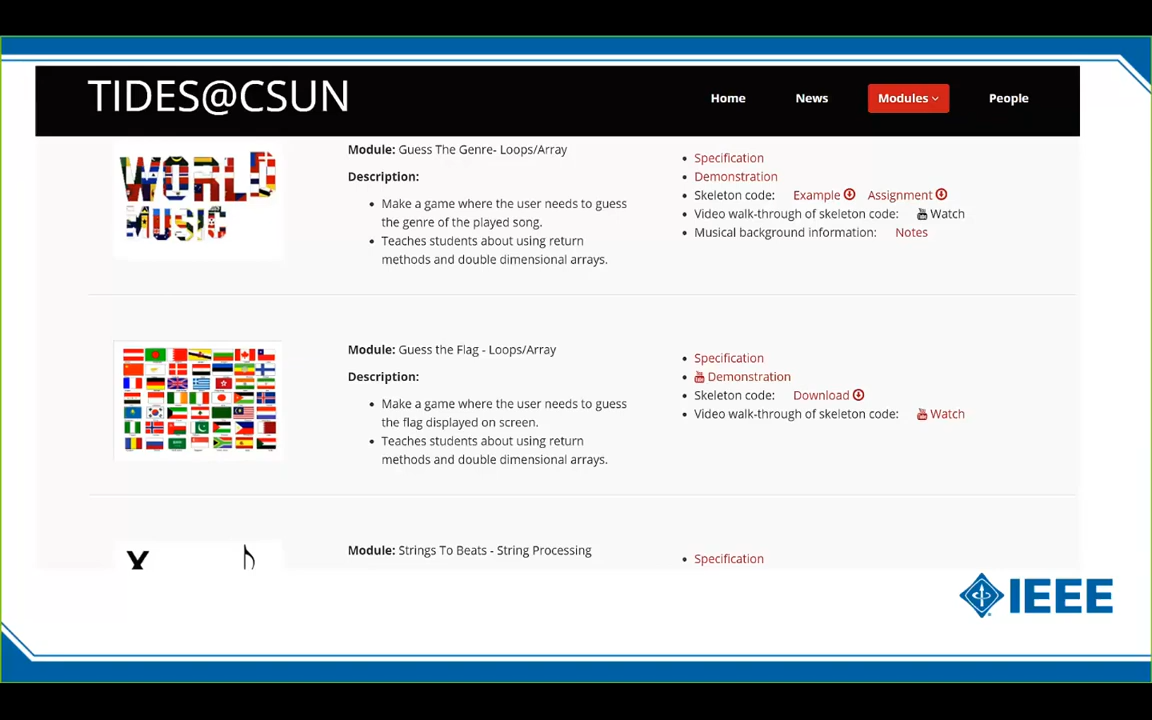 TIDES@CSUN
Home
News
Modules
People
WORLD
MUSIC
Module: Guess The Genre- Loops/Array
Description:
Make a game where the user needs to guess
the genre of the played song.
Teaches students about using return
methods and double dimensional arrays.
Specification
Demonstration
Skeleton code: Example Assignment
Video walk-through of skeleton code: Watch
Musical background information: Notes
Module: Guess the Flag - Loops/Array
Description:
Make a game where the user needs to guess
the flag displayed on screen.
Teaches students about using return
methods and double dimensional arrays.
Specification
Demonstration
Skeleton code: Download
Video walk-through of skeleton code: Watch
X
Module: Strings To Beats - String Processing
Specification
IEEE